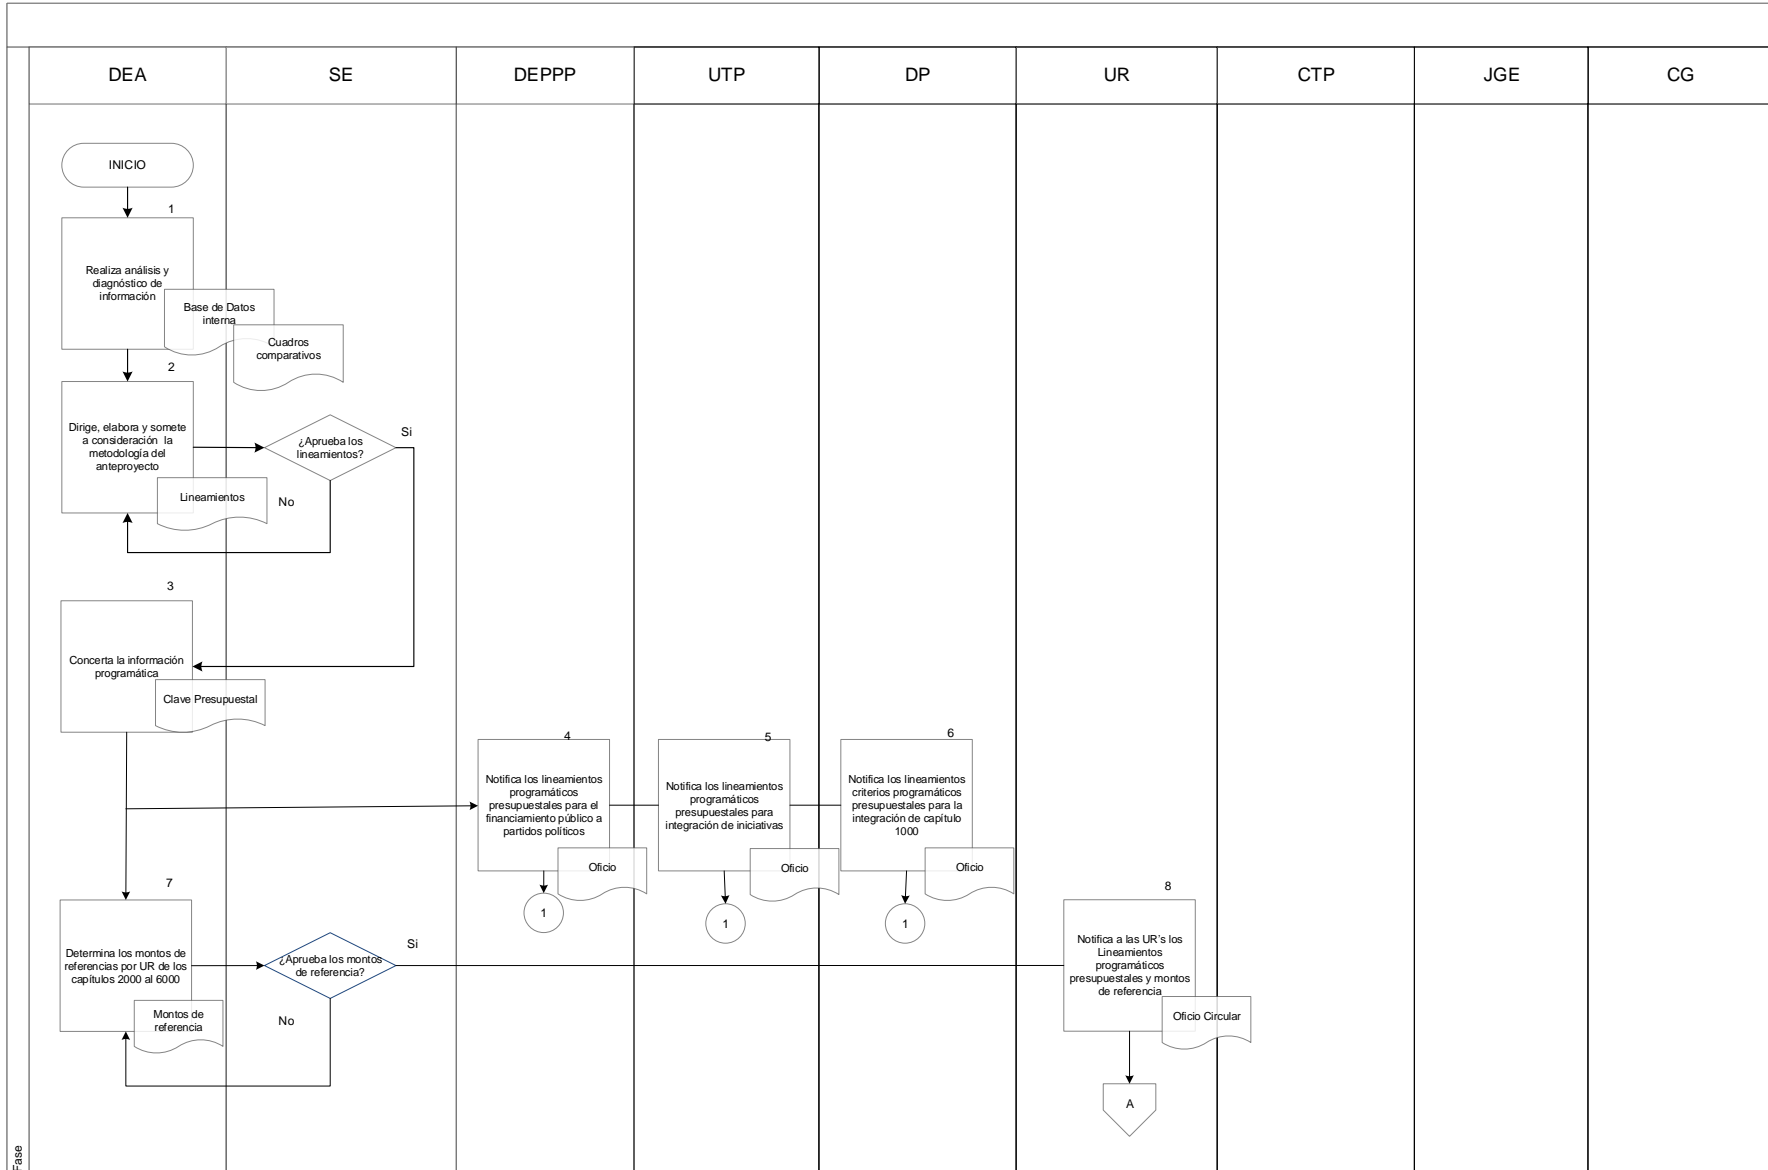 DEA
SE
DEPPP
UTP
DP
UR
CTP
JGE
CG
INICIO
1
Realiza análisis y
diagnóstico de
información
Base de Datos
interna
Cuadros
comparativos
2
Dirige, elabora y somete
a consideración la
metodología del
anteproyecto
Lineamientos
¿Aprueba los
lineamientos?
Si
No
3
Concerta la información
programática
Clave Presupuestal
4
Notifica los lineamientos
programáticos
presupuestales para el
financiamiento público a
partidos políticos
Oficio
1
5
Notifica los lineamientos
programáticos
presupuestales para
integración de iniciativas
Oficio
1
6
Notifica los lineamientos
criterios programáticos
presupuestales para la
integración de capítulo
1000
Oficio
1
7
Determina los montos de
referencias por UR de los
capítulos 2000 al 6000
Montos de
referencia
¿Aprueba los montos
de referencia?
Si
No
8
Notifica a las UR's los
Lineamientos
programáticos
presupuestales y montos
de referencia
Oficio Circular
A
Fase